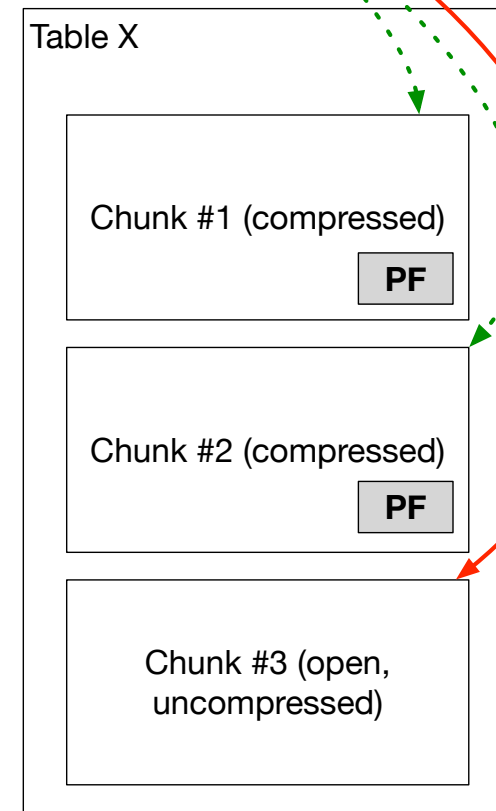 Table X
Chunk #1 (compressed)
PF
Chunk #2 (compressed)
PF
Chunk #3 (open,
uncompressed)